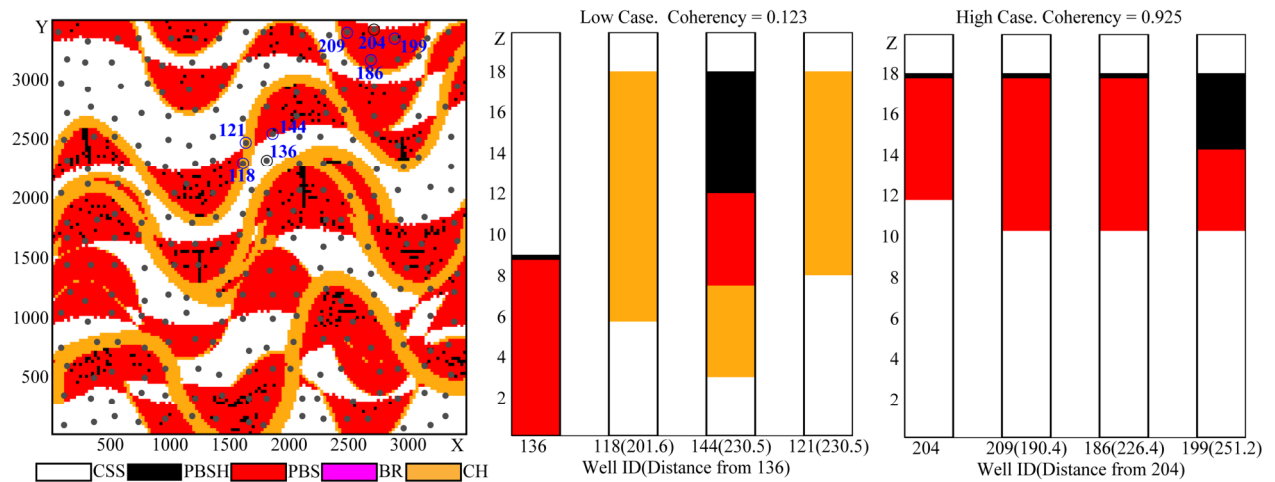 Low Case. Coherency = 0.123
High Case. Coherency = 0.925
Y
3000
2500
2000
1500
1000
500
500 1000 1500 2000 2500 3000 X
209 204 199
186
121 144
136
118
Z
18
16
14
12
10
8
6
4
2
136 118(201.6) 144(230.5) 121(230.5)
Well ID(Distance from 136)
Z
18
16
14
12
10
8
6
4
2
204 209(190.4) 186(226.4) 199(251.2)
Well ID(Distance from 204)
CSS PBSH PBS BR CH